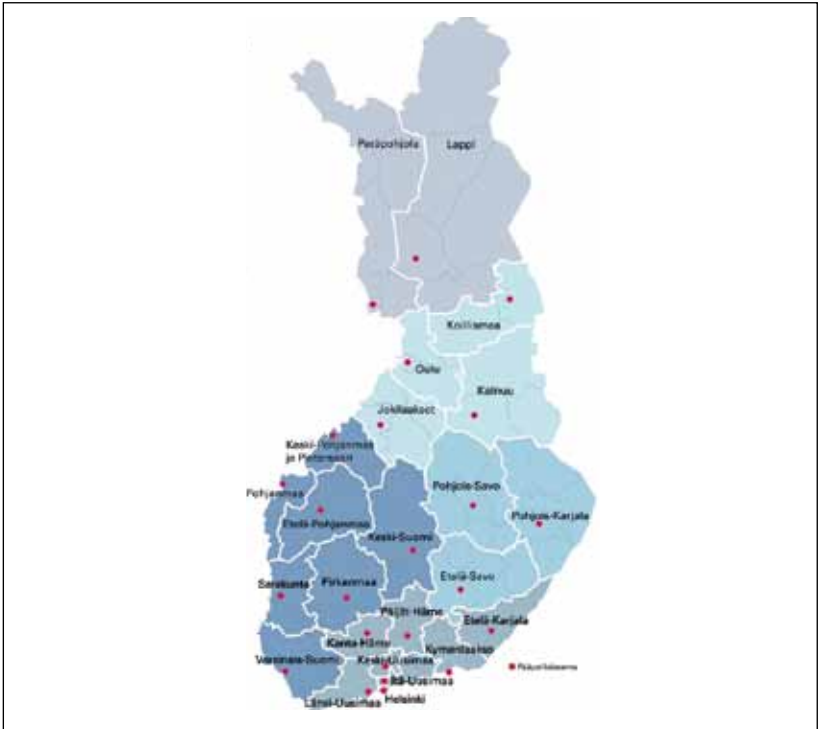 Peräpohjola
Lappi
Koillismaa
Oulu
Kainuu
Jokilaaksot
Keski-Pohjanmaa
ja Pietarsaari
Pohjanmaa
Etelä-Pohjanmaa
Keski-Suomi
Pohjois-Savo
Pohjois-Karjala
Etelä-Savo
Satakunta
Pirkanmaa
Päijät-Häme
Etelä-Karjala
Kanta-Häme
Kymenlaakso
Varsinais-Suomi
Keski-Uusimaa
Itä-Uusimaa
Länsi-Uusimaa
Helsinki
Pääpoliisiasema